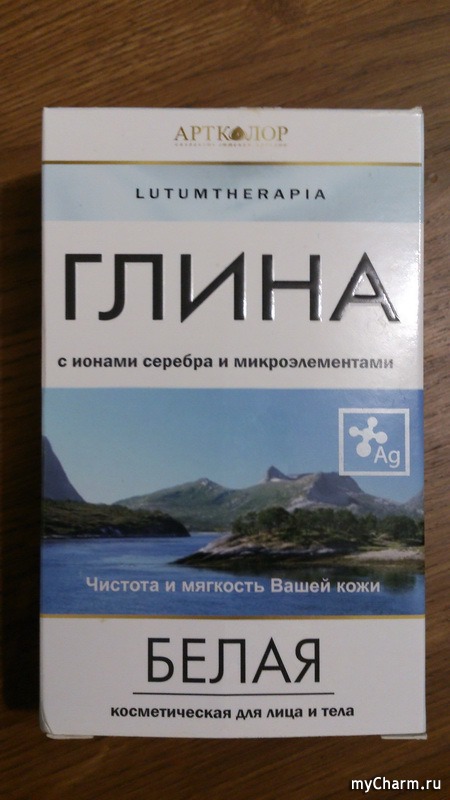 АРТКОЛОР
LUTUMTHERAPIA
ГЛИНА
с ионами серебра и микроэлементами
Ag
Чистота и мягкость Вашей кожи
БЕЛАЯ
косметическая для лица и тела
myCharm.ru